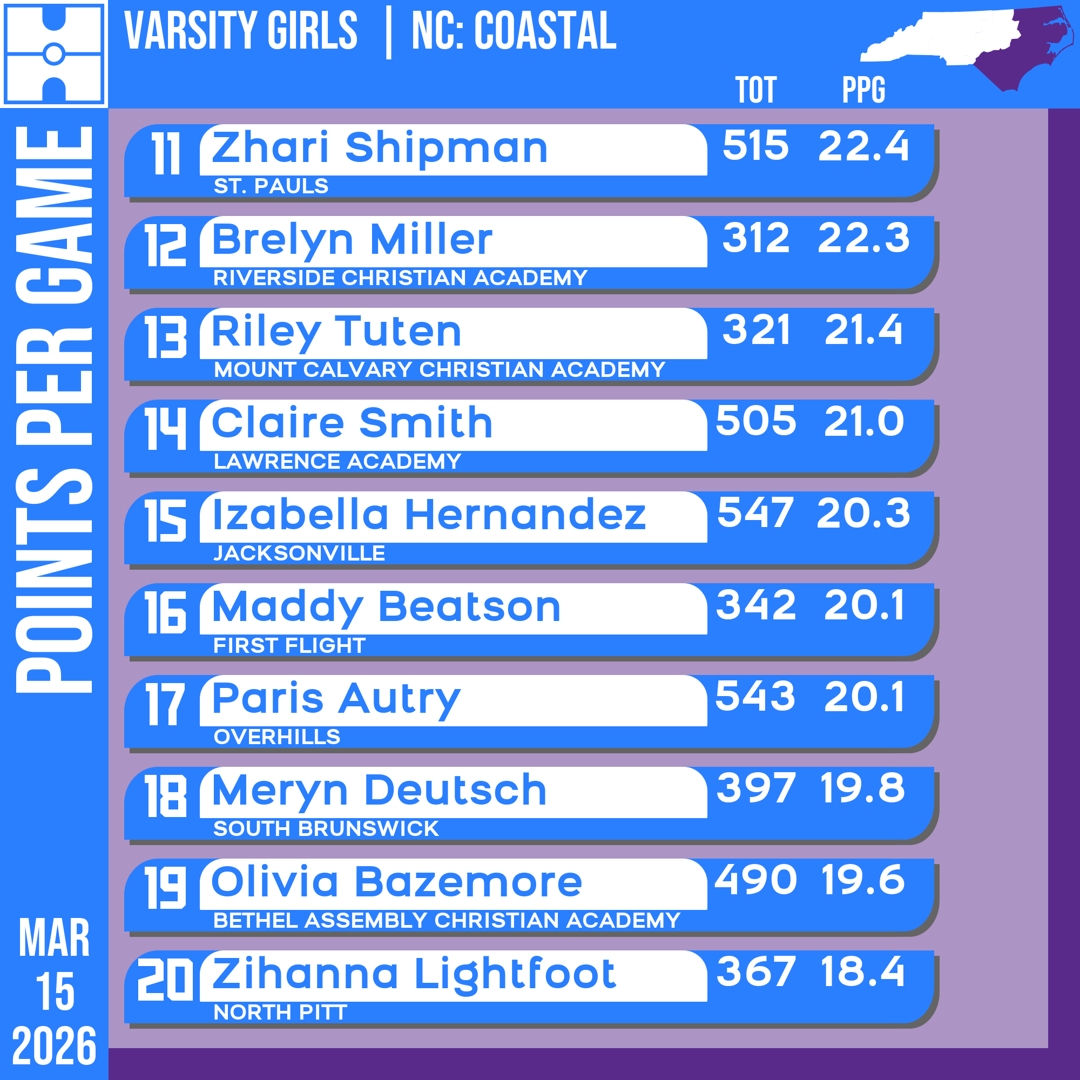 VARSITY GIRLS | NC: COASTAL
TOT PPG
POINTS PER GAME
11 Zhari Shipman 515 22.4
ST. PAULS
12 Brelyn Miller 312 22.3
RIVERSIDE CHRISTIAN ACADEMY
13 Riley Tuten 321 21.4
MOUNT CALVARY CHRISTIAN ACADEMY
14 Claire Smith 505 21.0
LAWRENCE ACADEMY
15 Izabella Hernandez 547 20.3
JACKSONVILLE
16 Maddy Beatson 342 20.1
FIRST FLIGHT
17 Paris Autry 543 20.1
OVERHILLS
18 Meryn Deutsch 397 19.8
SOUTH BRUNSWICK
19 Olivia Bazemore 490 19.6
BETHEL ASSEMBLY CHRISTIAN ACADEMY
20 Zihanna Lightfoot 367 18.4
NORTH PITT
MAR
15
2026